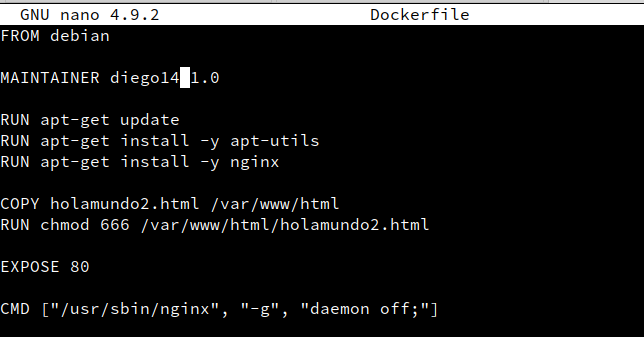 GNU nano 4.9.2 Dockerfile
FROM debian
MAINTAINER diego14 1.0
RUN apt-get update
RUN apt-get install -y apt-utils
RUN apt-get install -y nginx
COPY holamundo2.html /var/www/html
RUN chmod 666 /var/www/html/holamundo2.html
EXPOSE 80
CMD ["/usr/sbin/nginx", "-g", "daemon off;"]